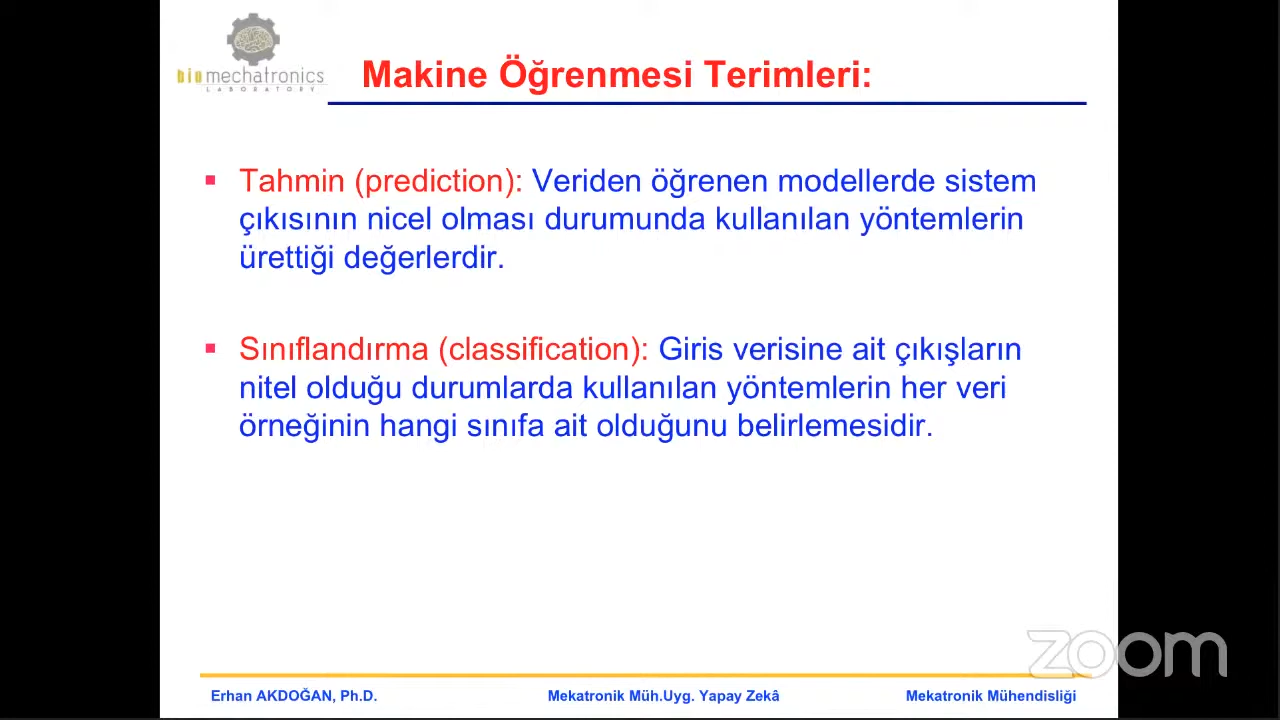 biomechatronics
LABORATORY
Makine Öğrenmesi Terimleri:
Tahmin (prediction): Veriden öğrenen modellerde sistem
çıkısının nicel olması durumunda kullanılan yöntemlerin
ürettiği değerlerdir.
Sınıflandırma (classification): Giris verisine ait çıkışların
nitel olduğu durumlarda kullanılan yöntemlerin her veri
örneğinin hangi sınıfa ait olduğunu belirlemesidir.
zoom
Erhan AKDOĞAN, Ph.D. Mekatronik Müh.Uyg. Yapay Zekâ Mekatronik Mühendisliği